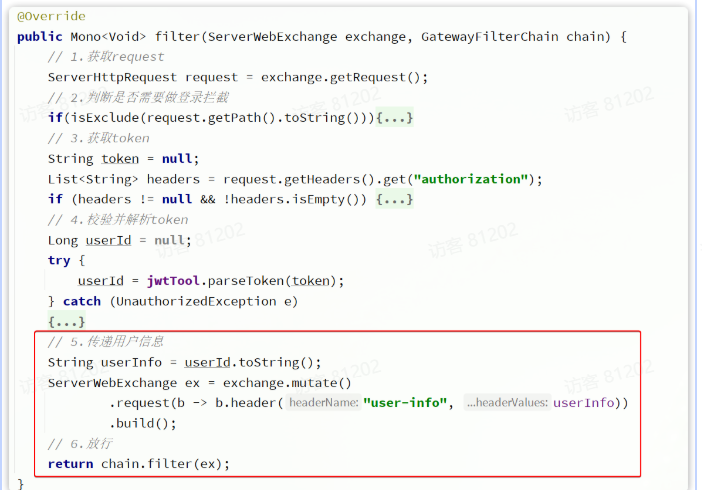 @Override
public Mono<Void> filter(ServerWebExchange exchange, GatewayFilterChain chain) {
// 1.获取request
ServerHttpRequest request = exchange.getRequest();
// 2.判断是否需要做登录拦截
if(isExclude(request.getPath().toString())){...}
// 3.获取token
String token = null;
List<String> headers = request.getHeaders().get("authorization");
if (headers != null && !headers.isEmpty()) {...}
// 4.校验并解析token
Long userId = null;
try {
userId = jwtTool.parseToken(token);
} catch (UnauthorizedException e)
{...}
// 5.传递用户信息
String userInfo = userId.toString();
ServerWebExchange ex = exchange.mutate()
.request(b -> b.header( headerName: "user-info", ...headerValues: userInfo))
.build();
// 6.放行
return chain.filter(ex);
}
访客 81202
访客 81202
访客 81202
访客 81202
访客 81202
访客 81202
访客 81202
访客 81202